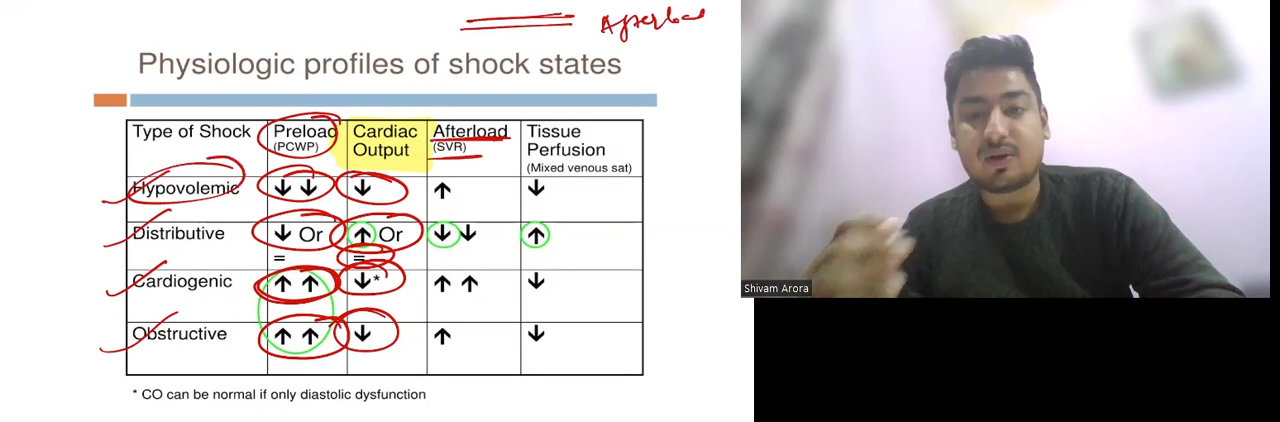 Afterload
Physiologic profiles of shock states
Type of Shock Preload (PCWP) Cardiac Output Afterload (SVR) Tissue Perfusion (Mixed venous sat)
Hypovolemic ↓ ↓ ↓ ↑ ↓
Distributive ↓ Or = ↑ Or = ↓ ↓ ↑
Cardiogenic ↑ ↑ ↓* ↑ ↑ ↓
Obstructive ↑ ↑ ↓ ↑ ↓
* CO can be normal if only diastolic dysfunction
Shivam Arora